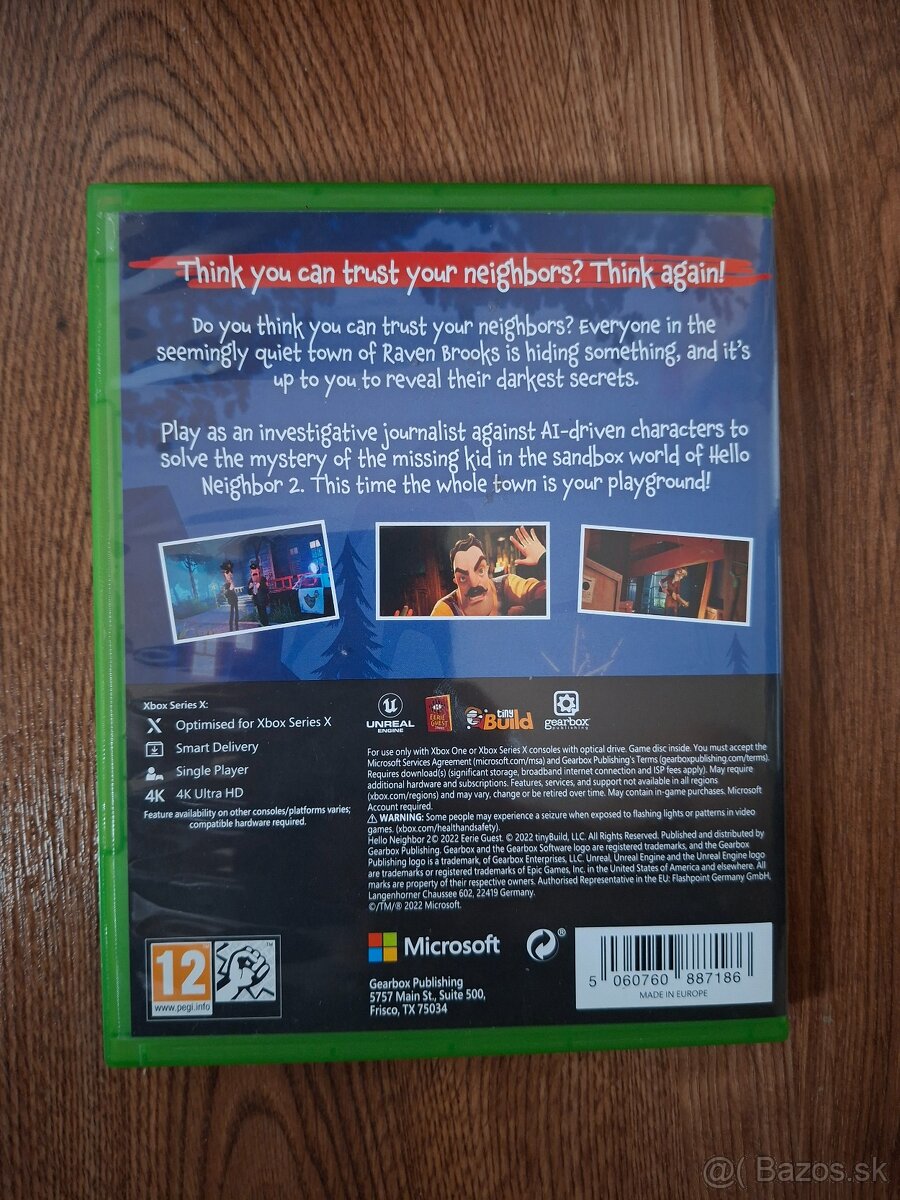 Think you can trust your neighbors? Think again!
Do you think you can trust your neighbors? Everyone in the
seemingly quiet town of Raven Brooks is hiding something, and it's
up to you to reveal their darkest secrets.
Play as an investigative journalist against AI-driven characters to
solve the mystery of the missing kid in the sandbox world of Hello
Neighbor 2. This time the whole town is your playground!
Xbox Series X:
Optimised for Xbox Series X
Smart Delivery
Single Player
4K 4K Ultra HD
Feature availability on other consoles/platforms varies;
compatible hardware required.
UNREAL
ENGINE
EERIE
GUEST
tiny
Build
gearbox
publishing
For use only with Xbox One or Xbox Series X consoles with optical drive. Game disc inside. You must accept the
Microsoft Services Agreement (microsoft.com/msa) and Gearbox Publishing's Terms (gearboxpublishing.com/terms).
Requires download(s) (significant storage, broadband internet connection and ISP fees apply). May require
additional hardware and subscriptions. Features, services, and support not available in all regions
(xbox.com/regions) and may vary, change or be retired over time. May contain in-game purchases. Microsoft
Account required.
⚠ WARNING: Some people may experience a seizure when exposed to flashing lights or patterns in video
games. (xbox.com/healthandsafety).
Hello Neighbor 2© 2022 Eerie Guest. © 2022 tinyBuild, LLC. All Rights Reserved. Published and distributed by
Gearbox Publishing. Gearbox and the Gearbox Software logo are registered trademarks, and the Gearbox
Publishing logo is a trademark, of Gearbox Enterprises, LLC. Unreal, Unreal Engine and the Unreal Engine logo
are trademarks or registered trademarks of Epic Games, Inc. in the United States of America and elsewhere. All
marks are property of their respective owners. Authorised Representative in the EU: Flashpoint Germany GmbH,
Langenhorner Chaussee 602, 22419 Germany.
©/TM/® 2022 Microsoft.
12
www.pegi.info
Microsoft
Gearbox Publishing
5757 Main St., Suite 500,
Frisco, TX 75034
5 060760 887186
MADE IN EUROPE
@( Bazos.sk